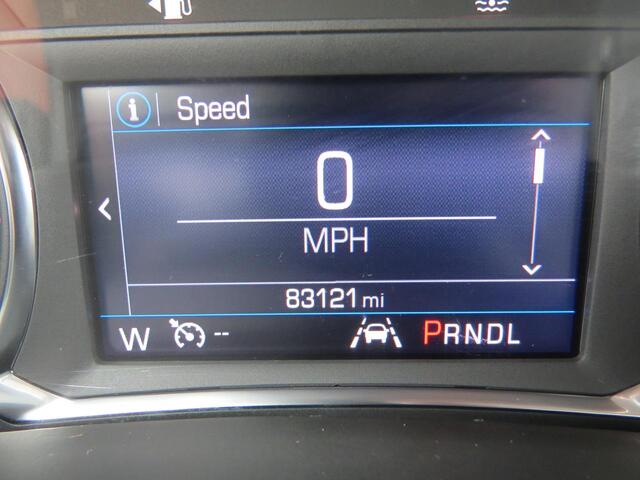 i Speed
0
MPH
83121 mi
W -- PRNDL